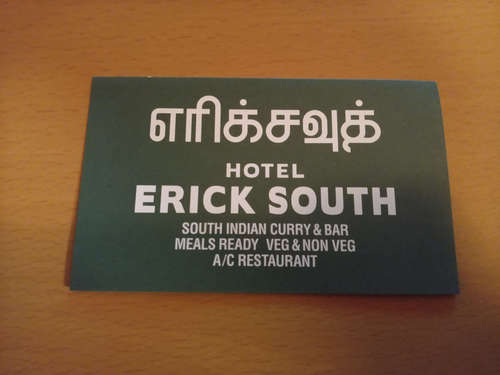 எரிக்சவுத்
HOTEL
ERICK SOUTH
SOUTH INDIAN CURRY & BAR
MEALS READY VEG & NON VEG
A/C RESTAURANT